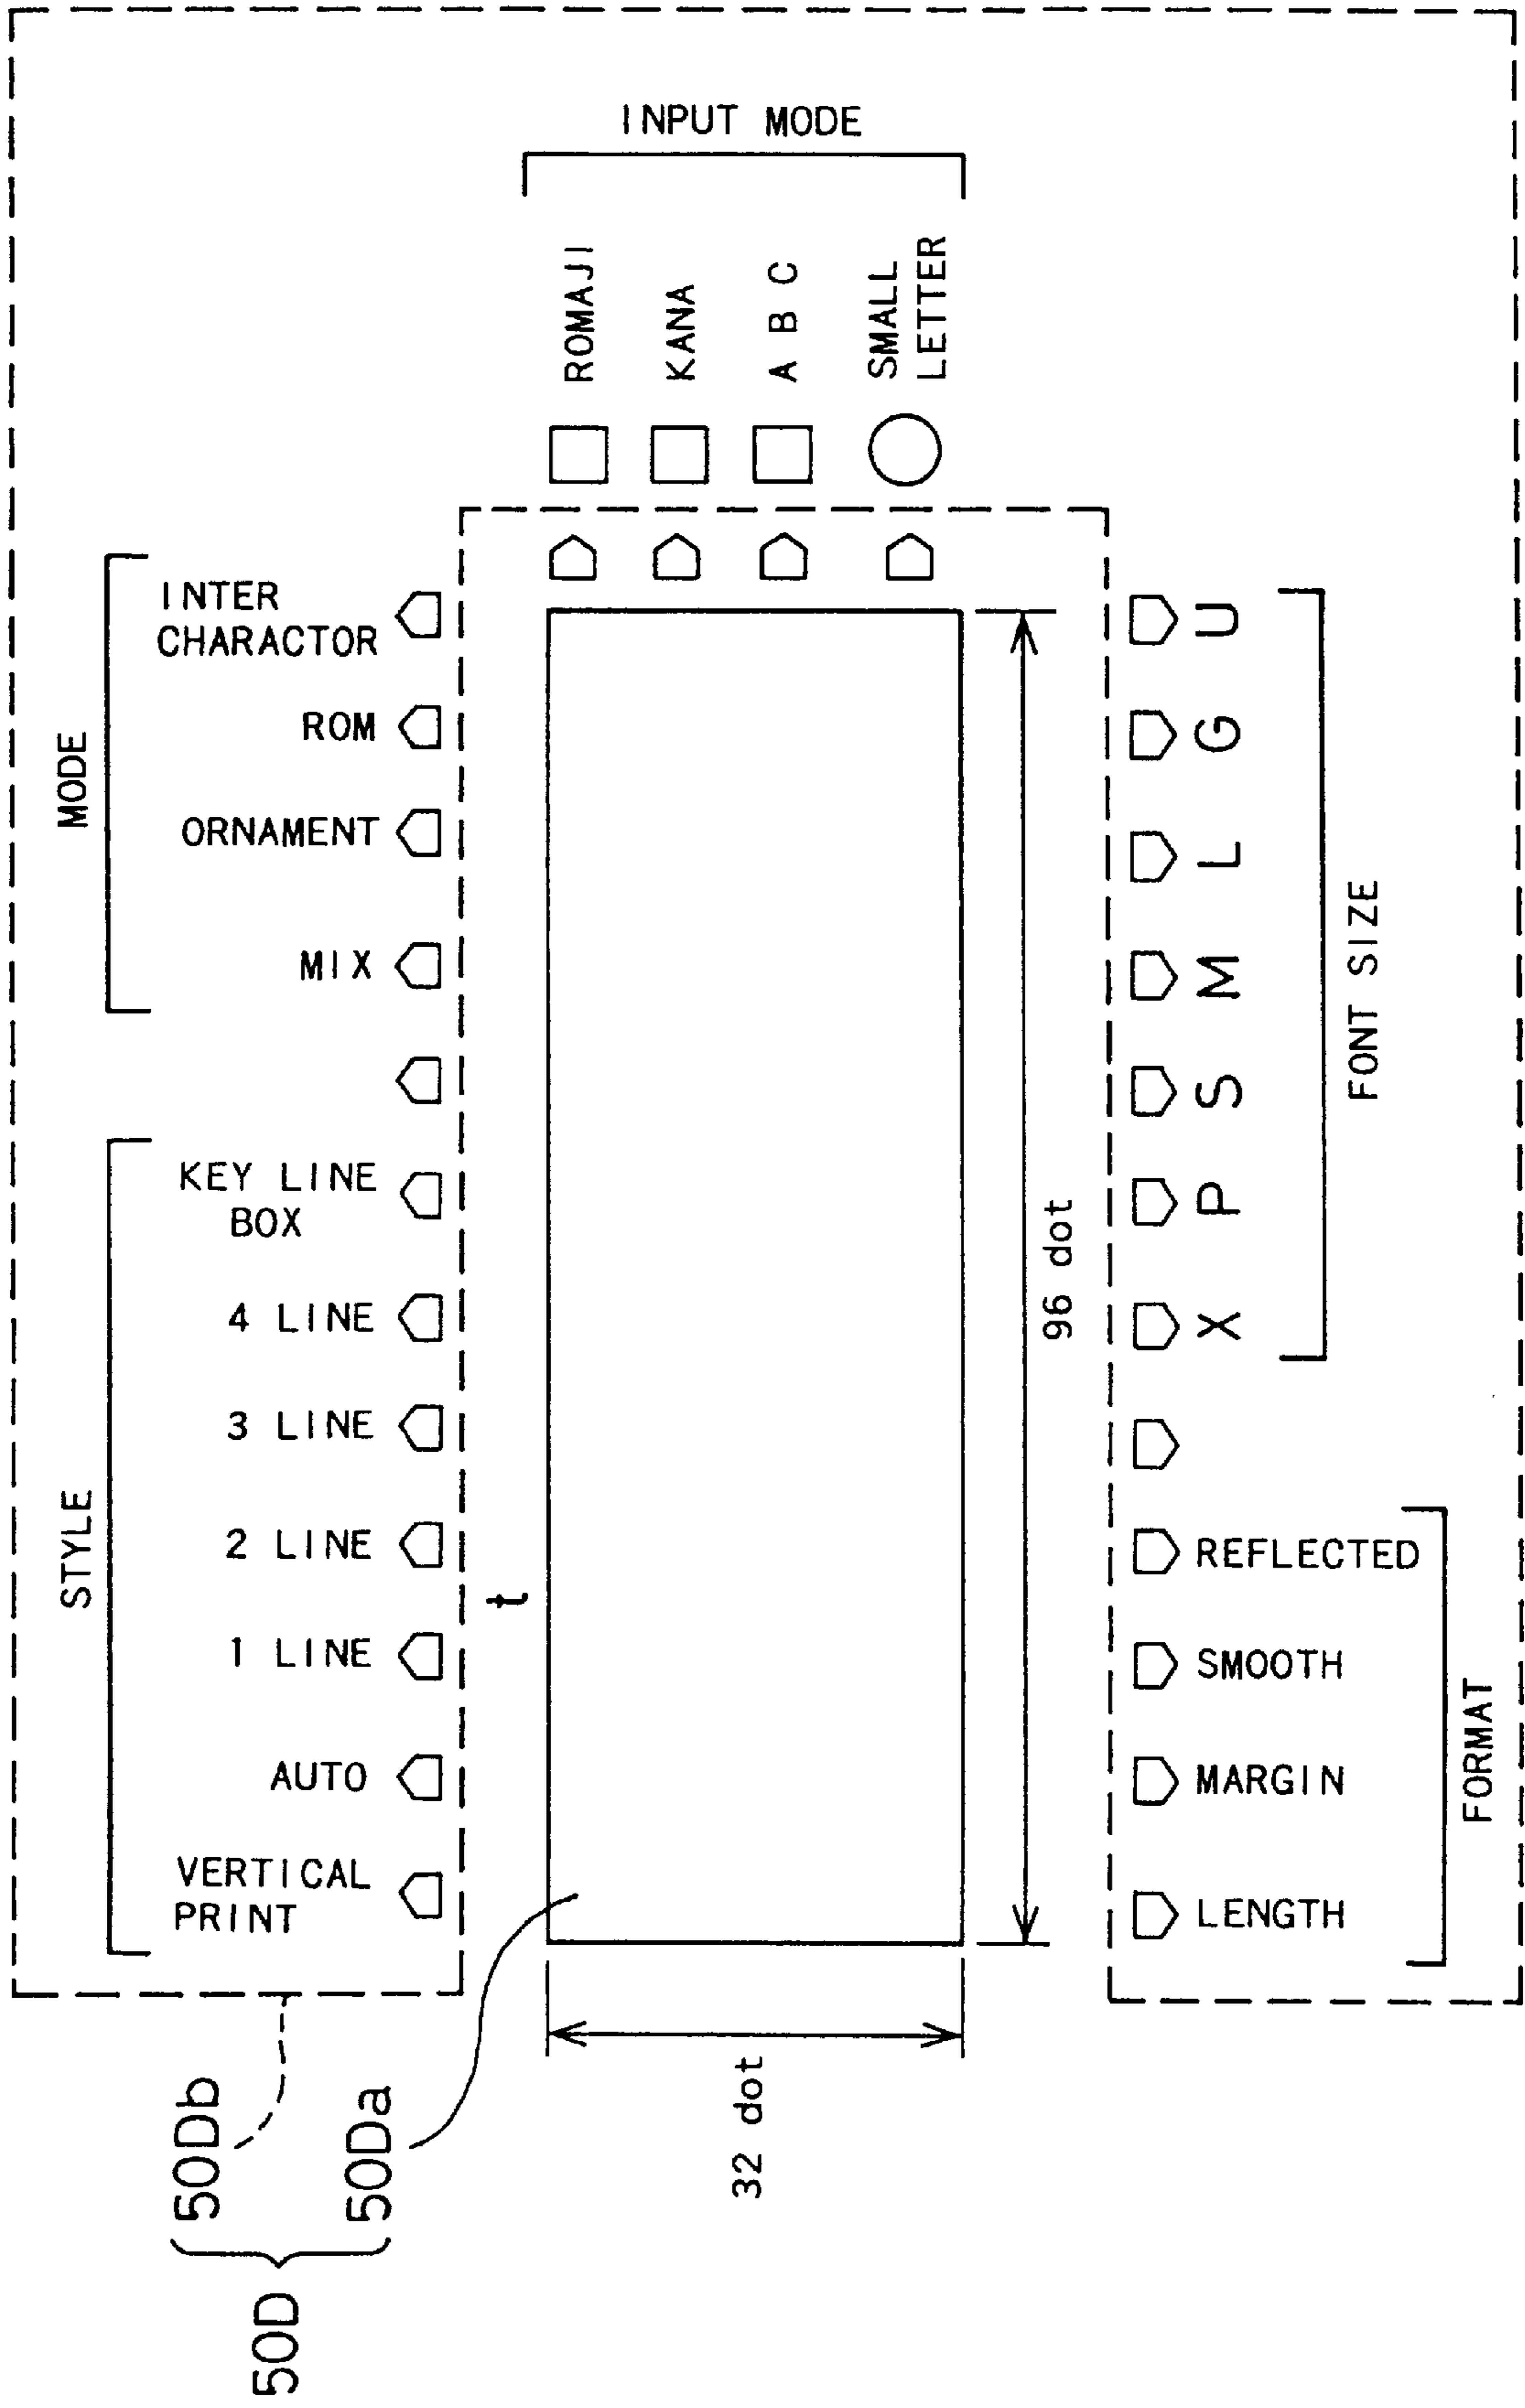 STYLE
MODE
VERTICAL
PRINT
AUTO
1 LINE
2 LINE
3 LINE
4 LINE
KEY LINE
BOX
MIX
ORNAMENT
ROM
INTER
CHARACTOR
50D
50Db
50Da
t
32 dot
96 dot
ROMAJI
KANA
A B C
SMALL
LETTER
INPUT MODE
LENGTH
MARGIN
SMOOTH
REFLECTED
X
P
S
M
L
G
U
FORMAT
FONT SIZE